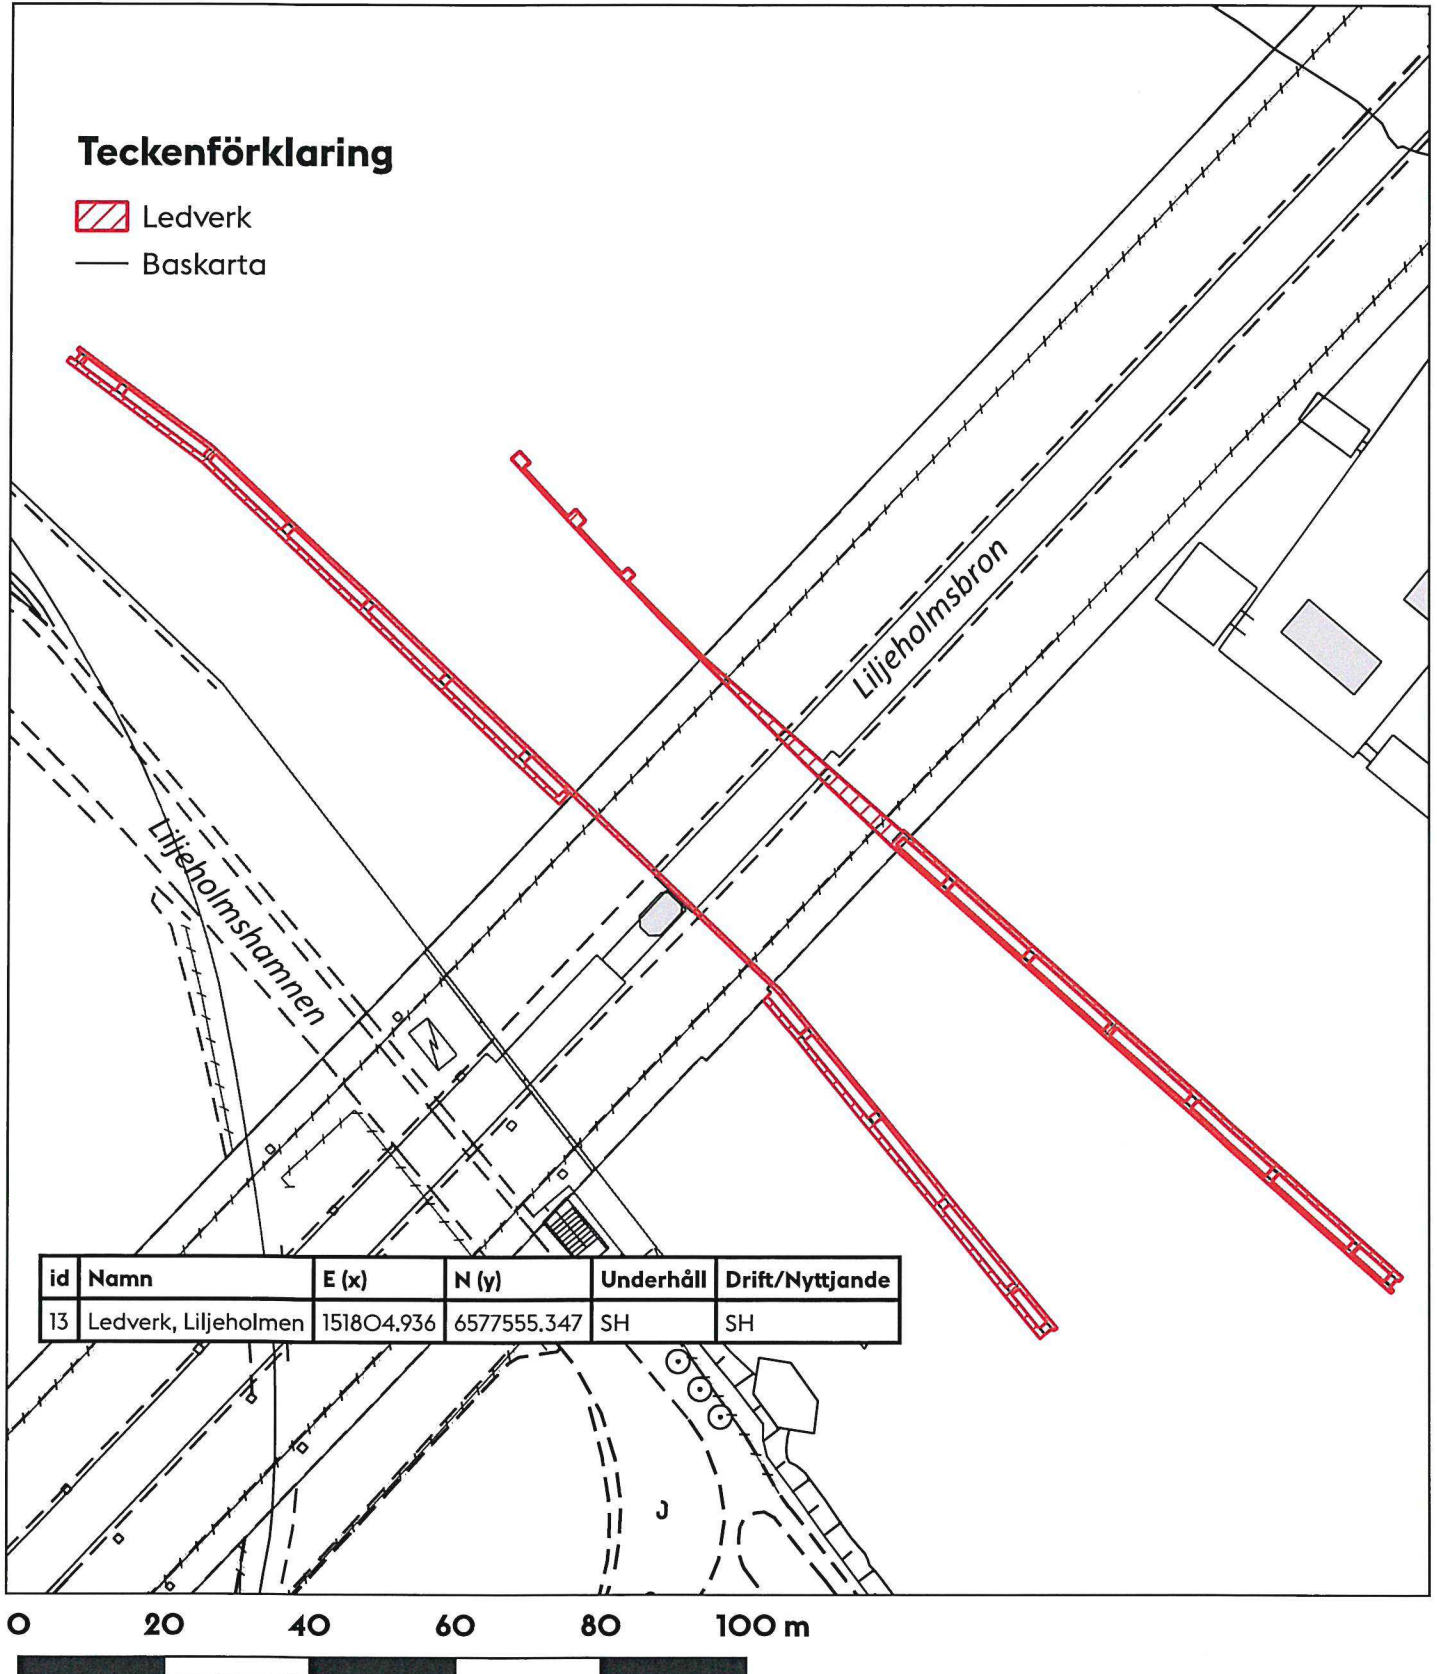 Teckenförklaring
Ledverk
Baskarta
Liljeholmsbron
Liljeholmshamnen
id Namn E (x) N (y) Underhåll Drift/Nyttjande
13 Ledverk, Liljeholmen 151804.936 6577555.347 SH SH
0 20 40 60 80 100 m